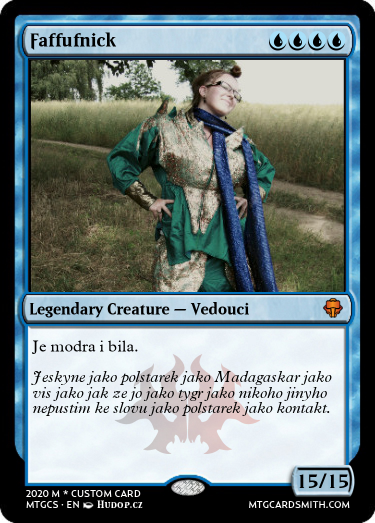 Faffufnick
Legendary Creature — Vedouci
Je modra i bila.
Jeskyne jako polstarek jako Madagaskar jako
vis jako jak ze jo jako tygr jako nikoho jinyho
nepustim ke slovu jako polstarek jako kontakt.
15/15
2020 M * CUSTOM CARD
MTGCS • EN HUDOP.CZ
MTGCARDSMITH.COM